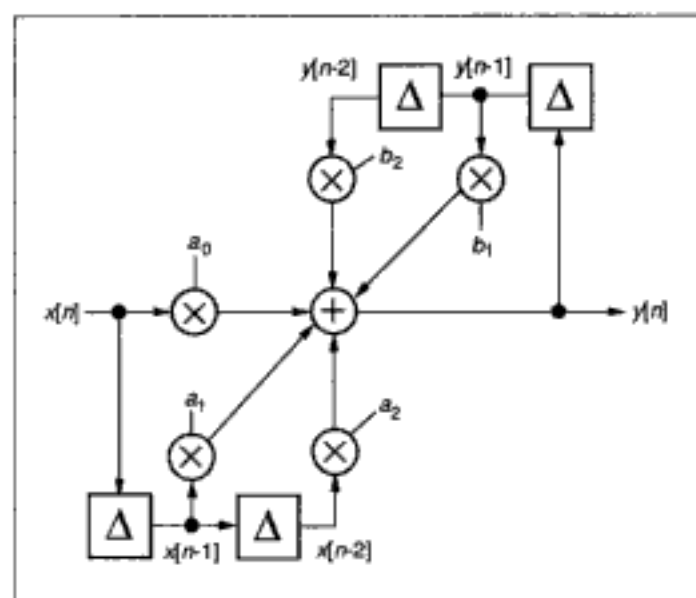 y[n-2]
y[n-1]
Δ
Δ
× b₂
× b₁
a₀
x[n] × + y[n]
a₁
× × a₂
Δ
Δ
x[n-1]
x[n-2]